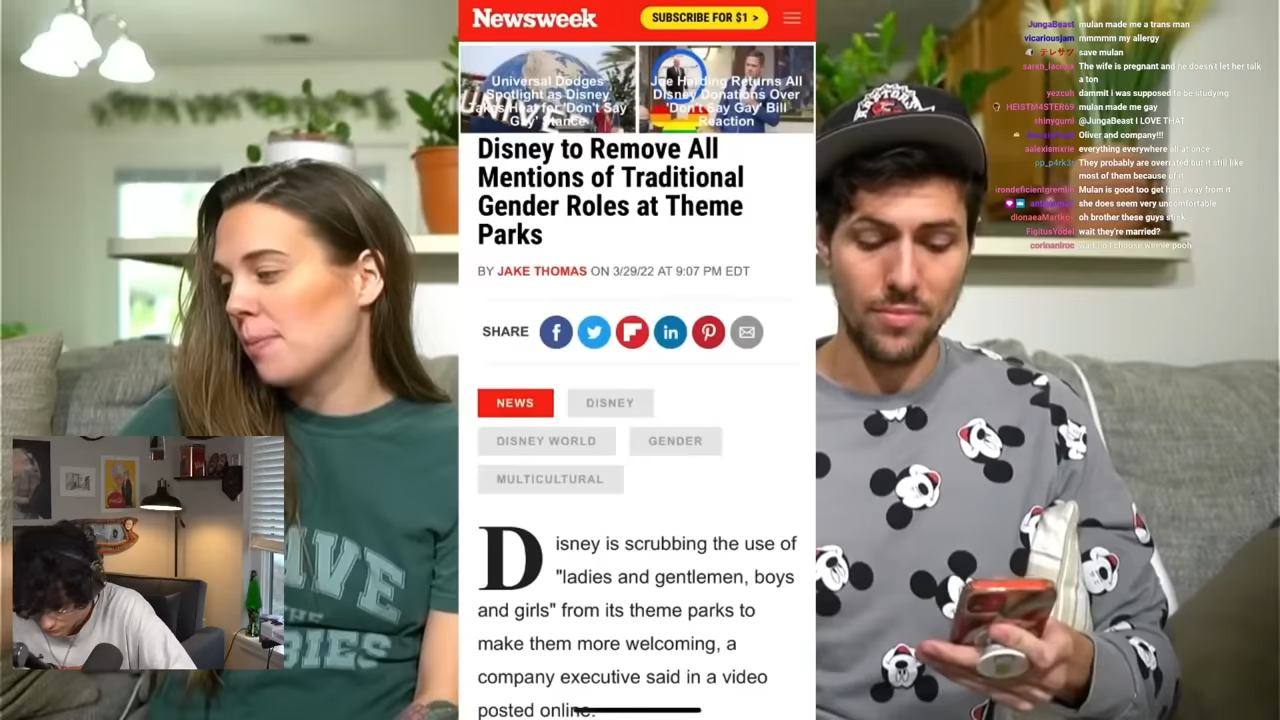 Newsweek
SUBSCRIBE FOR $1 >
Universal Dodges
Spotlight as Disney
Takes Heat for 'Don't Say
Gay' Stance
Joe Harding Returns All
Disney Donations Over
'Don't Say Gay' Bill
Reaction
Disney to Remove All
Mentions of Traditional
Gender Roles at Theme
Parks
BY JAKE THOMAS ON 3/29/22 AT 9:07 PM EDT
SHARE
NEWS
DISNEY
DISNEY WORLD
GENDER
MULTICULTURAL
Disney is scrubbing the use of
"ladies and gentlemen, boys
and girls" from its theme parks to
make them more welcoming, a
company executive said in a video
posted online.
JungaBeast mulan made me a trans man
vicariousjam mmmmm my allergy
テレサツ save mulan
The wife is pregnant and he doesn't let her talk
a ton
yezcuh dammit i was supposed to be studying
HEISTM4STER69 mulan made me gay
shinygumi @JungaBeast I LOVE THAT
Oliver and company!!!
aalexismxrie everything everywhere all at once
pp_p4rk3r They probably are overrated but it still like
most of them because of it
irondeficientgremlin Mulan is good too get him away from it
she does seem very uncomfortable
oh brother these guys stink
FigitusYodel wait they're married?
corinaniroc